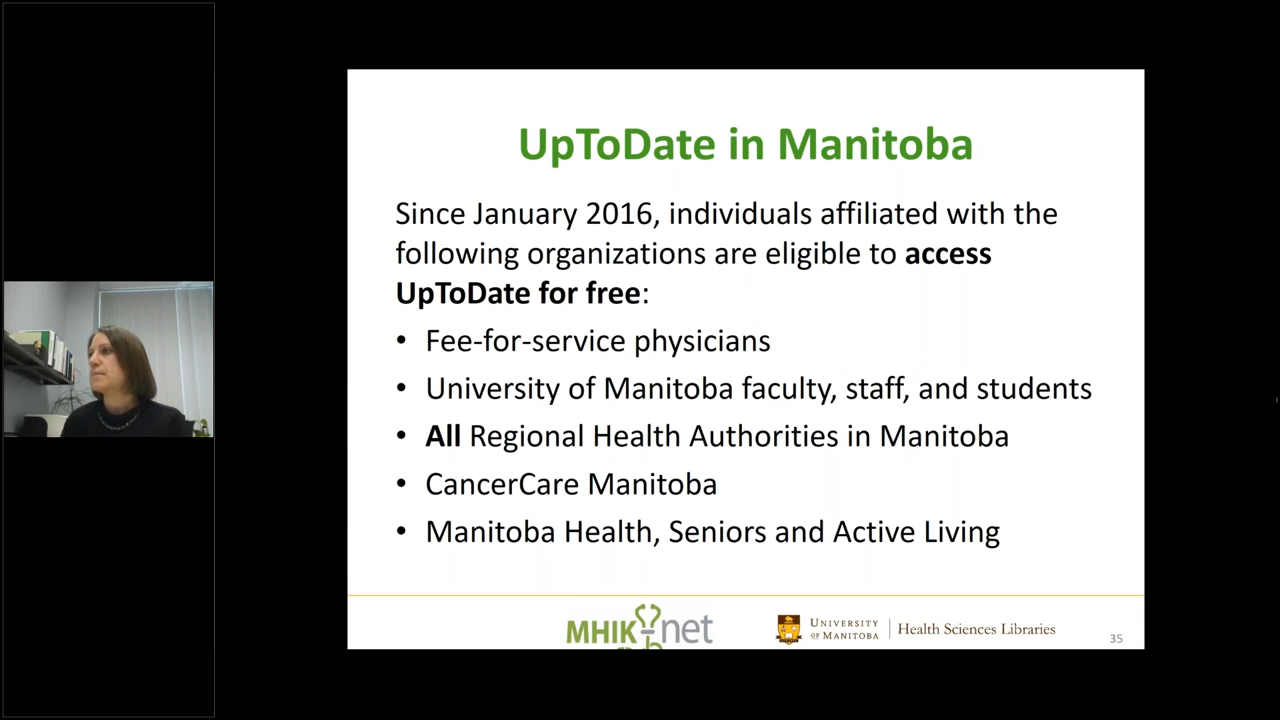 UpToDate in Manitoba
Since January 2016, individuals affiliated with the
following organizations are eligible to access
UpToDate for free:
• Fee-for-service physicians
• University of Manitoba faculty, staff, and students
• All Regional Health Authorities in Manitoba
• CancerCare Manitoba
• Manitoba Health, Seniors and Active Living
MHIK-net
UNIVERSITY
OF MANITOBA
Health Sciences Libraries
35